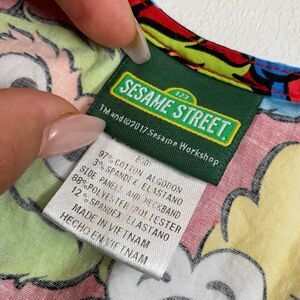 123
SESAME STREET
TM and © 2017, Sesame Workshop
BODY
97% COTTON ALGODON
3% SPANDEX ELASTANO
SIDE PANELS AND NECKBAND
88% POLYESTER POLIESTER
12% SPANDEX ELASTANO
MADE IN VIETNAM
HECHO EN VIETNAM